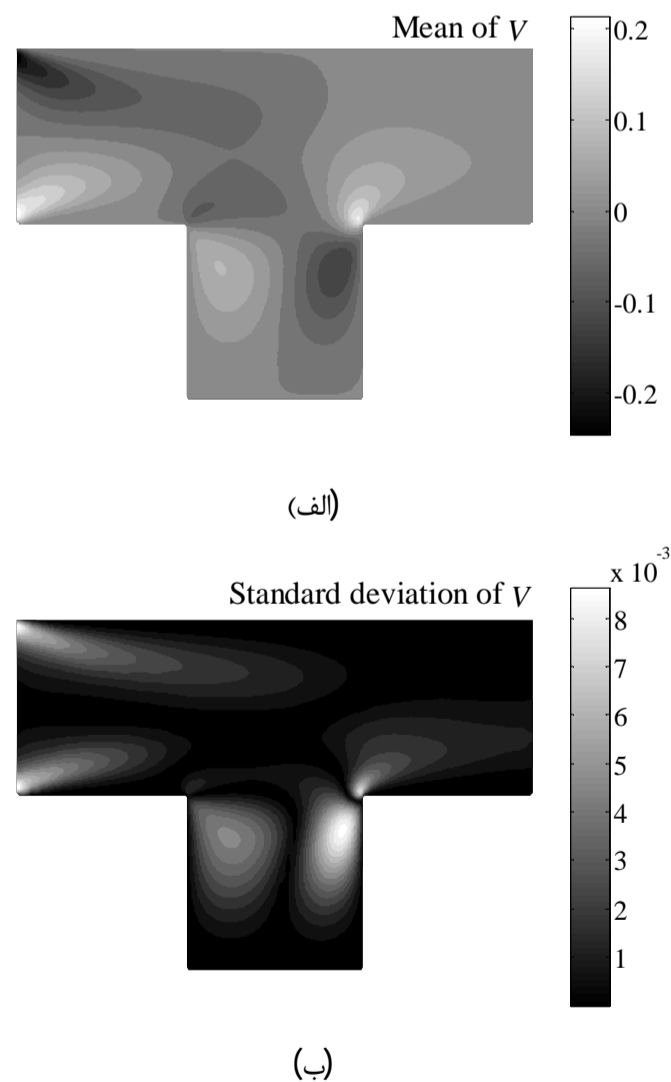 Mean of V
0.2
0.1
0
-0.1
-0.2
(الف)
Standard deviation of V
x 10-3
8
7
6
5
4
3
2
1
(ب)